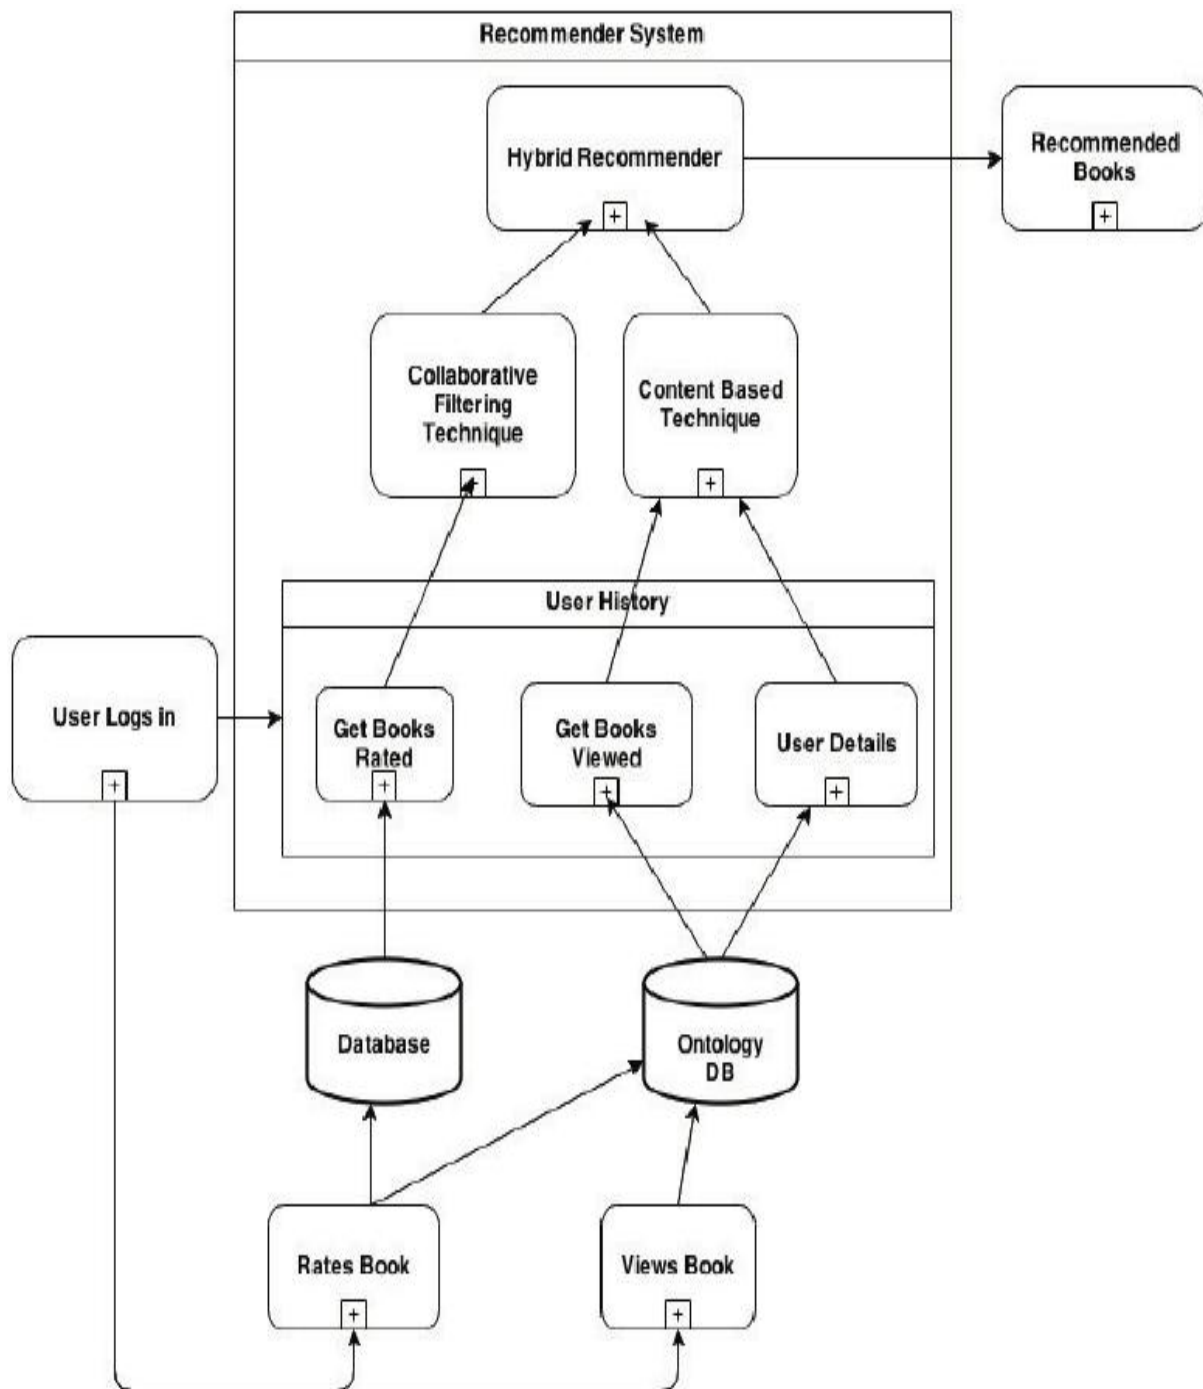 Recommender System
Hybrid Recommender
Recommended
Books
+
+
Collaborative
Filtering
Technique
Content Based
Technique
+
+
User History
User Logs in
Get Books
Rated
Get Books
Viewed
User Details
+
+
+
+
Database
Ontology
DB
Rates Book
Views Book
+
+